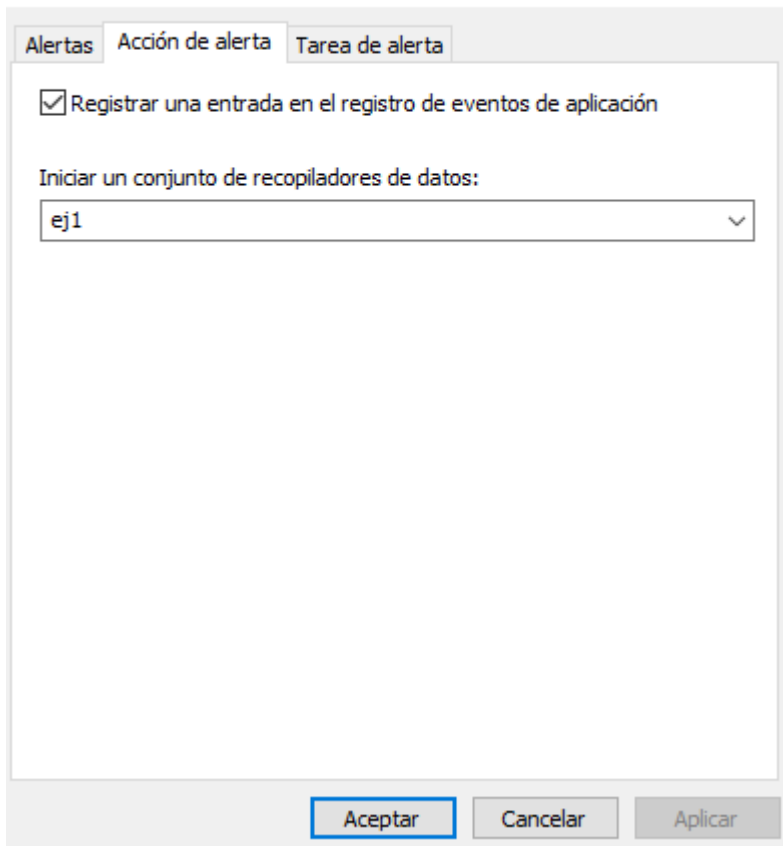 Alertas Acción de alerta Tarea de alerta
Registrar una entrada en el registro de eventos de aplicación
Iniciar un conjunto de recopiladores de datos:
ej1
Aceptar Cancelar Aplicar